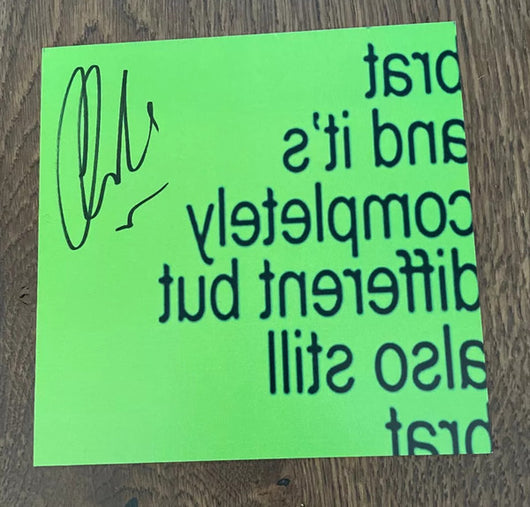 brat
and it's
completely
different but
also still
brat